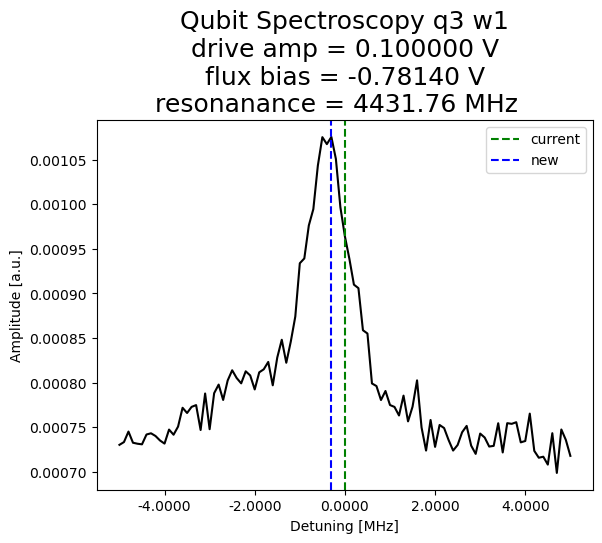 Qubit Spectroscopy q3 w1
drive amp = 0.100000 V
flux bias = -0.78140 V
resonanance = 4431.76 MHz
current
new
0.00105
0.00100
0.00095
0.00090
0.00085
0.00080
0.00075
0.00070
Amplitude [a.u.]
-4.0000 -2.0000 0.0000 2.0000 4.0000
Detuning [MHz]